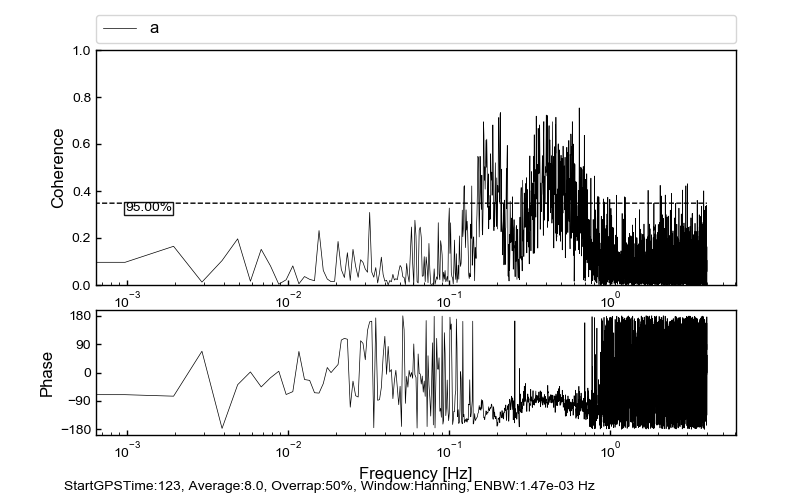 a
1.0
0.8
0.6
0.4
0.2
0.0
Coherence
95.00%
10⁻³ 10⁻² 10⁻¹ 10⁰
180
90
0
−90
−180
Phase
10⁻³ 10⁻² 10⁻¹ 10⁰
Frequency [Hz]
StartGPSTime:123, Average:8.0, Overrap:50%, Window:Hanning, ENBW:1.47e-03 Hz